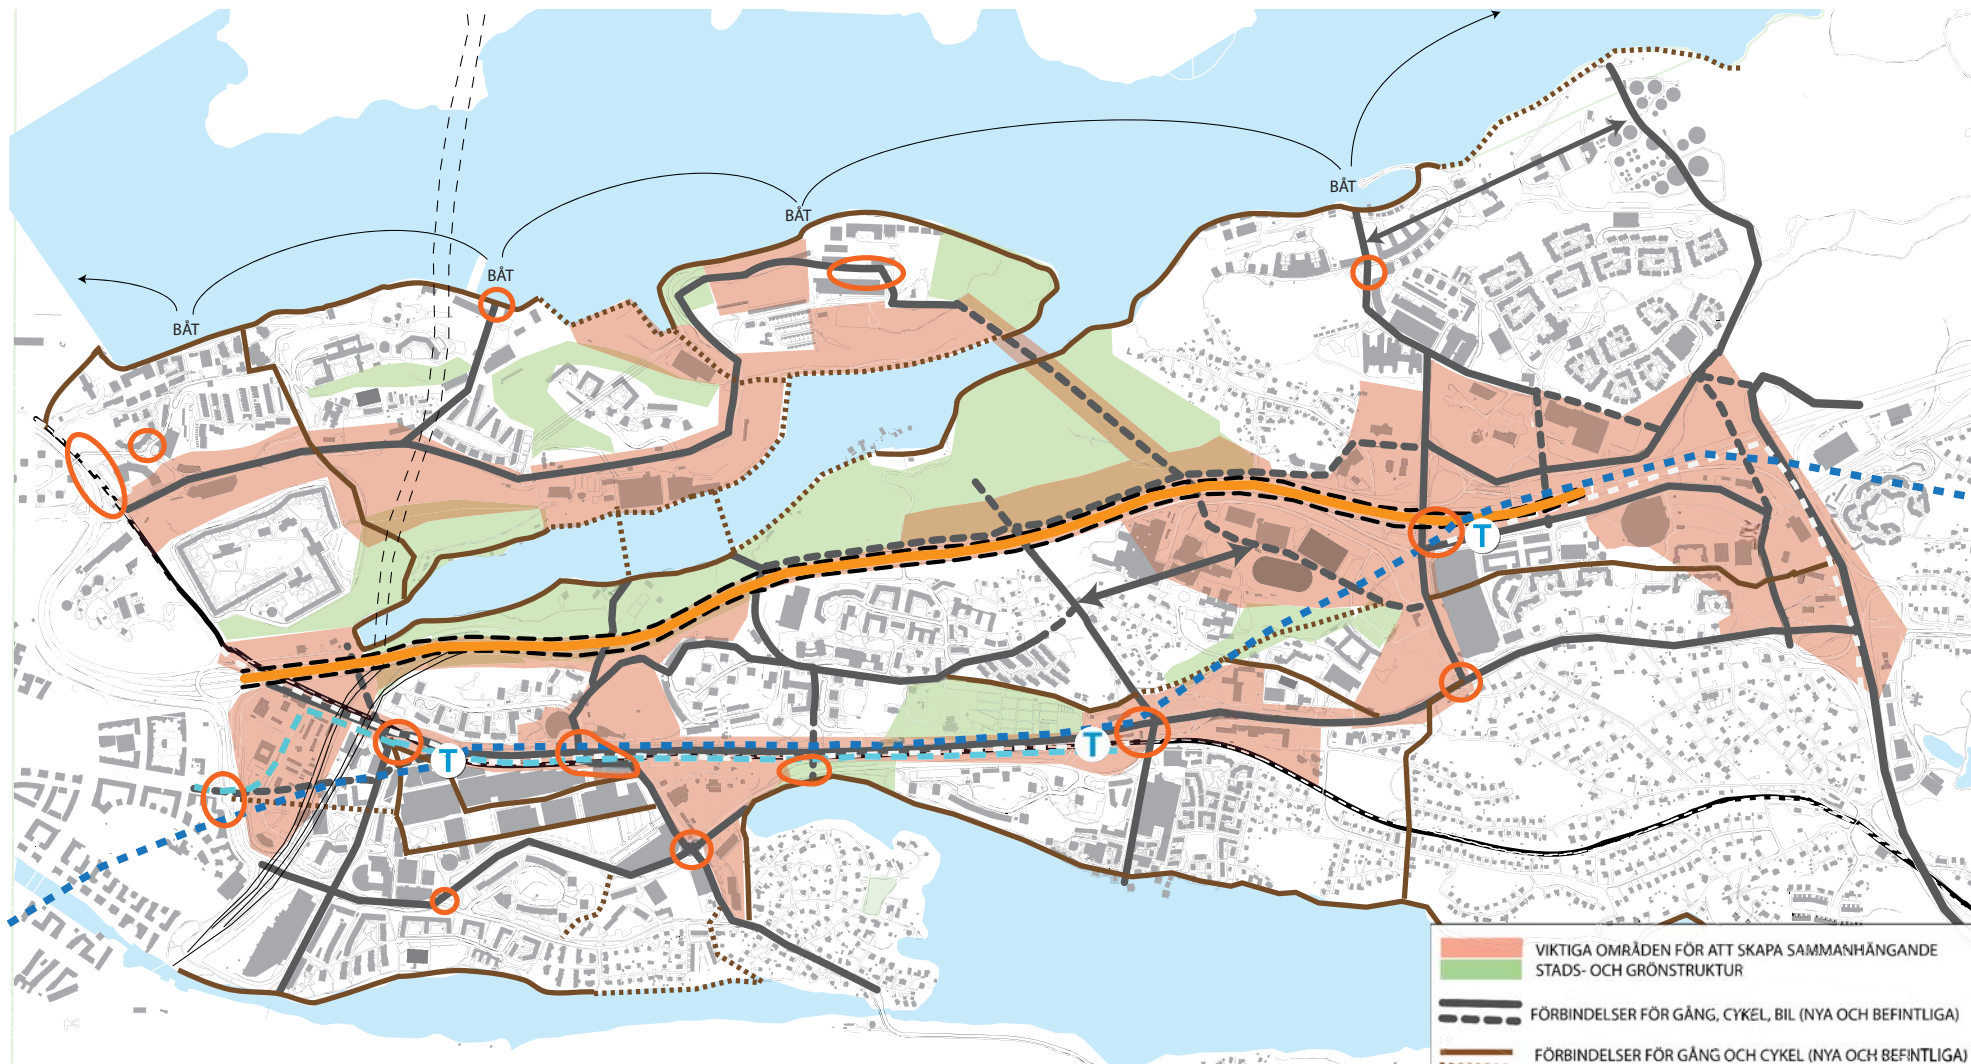 BÅT
BÅT
BÅT
BÅT
T
T
T
VIKTIGA OMRÅDEN FÖR ATT SKAPA SAMMANHÄNGANDE
STADS- OCH GRÖNSTRUKTUR
FÖRBINDELSER FÖR GÅNG, CYKEL, BIL (NYA OCH BEFINTLIGA)
FÖRBINDELSER FÖR GÅNG OCH CYKEL (NYA OCH BEFINTLIGA)